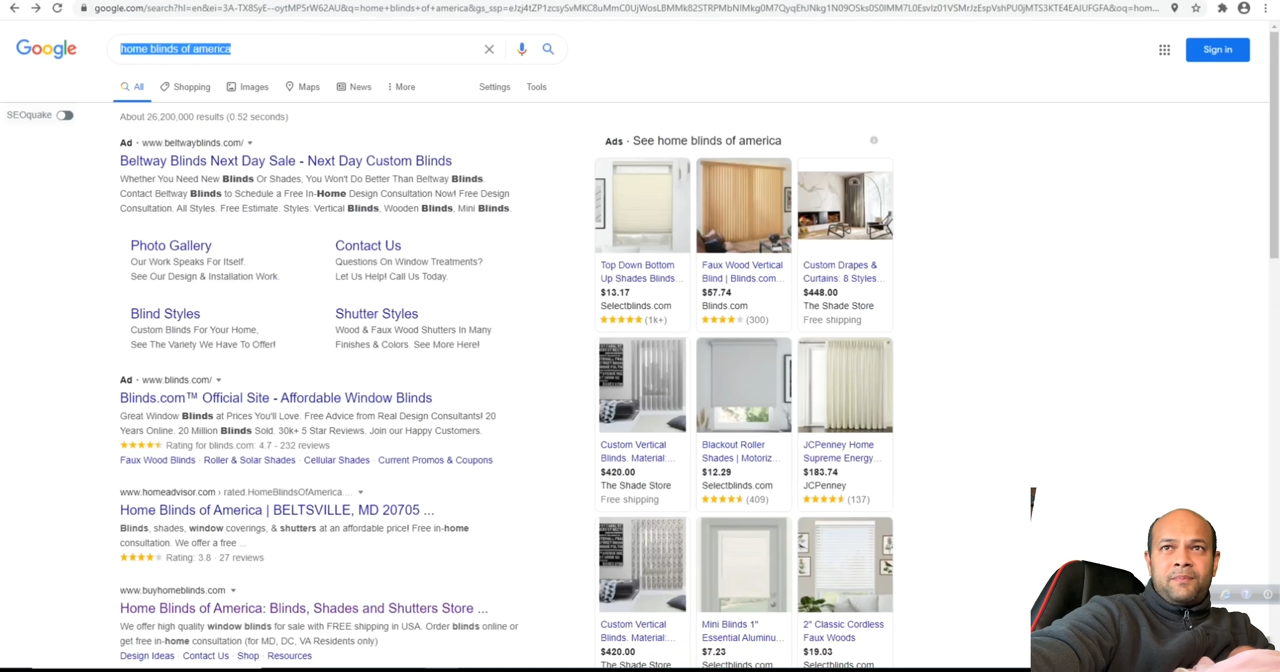 google.com/search?hl=en&ei=3A-TX85yE--oytMP5rW62AU&q=home+blinds+of+america&gs_ssp=
Google
home blinds of america
Sign in
All
Shopping
Images
Maps
News
More
Settings
Tools
SEOquake
About 26,200,000 results (0.52 seconds)
Ad · www.beltwayblinds.com/
Beltway Blinds Next Day Sale - Next Day Custom Blinds
Whether You Need New Blinds Or Shades, You Won't Do Better Than Beltway Blinds.
Contact Beltway Blinds to Schedule a Free In-Home Design Consultation Now! Free Design
Consultation. All Styles. Free Estimate. Styles: Vertical Blinds, Wooden Blinds, Mini Blinds.
Photo Gallery
Our Work Speaks For Itself.
See Our Design & Installation Work.
Contact Us
Questions On Window Treatments?
Let Us Help! Call Us Today.
Blind Styles
Custom Blinds For Your Home,
See The Variety We Have To Offer!
Shutter Styles
Wood & Faux Wood Shutters In Many
Finishes & Colors. See More Here!
Ad · www.blinds.com/
Blinds.com™ Official Site - Affordable Window Blinds
Great Window Blinds at Prices You'll Love. Free Advice from Real Design Consultants! 20
Years Online. 20 Million Blinds Sold. 30k+ 5 Star Reviews. Join our Happy Customers.
Rating for blinds.com: 4.7 - 232 reviews
Faux Wood Blinds · Roller & Solar Shades · Cellular Shades · Current Promos & Coupons
www.homeadvisor.com › rated.HomeBlindsOfAmerica...
Home Blinds of America | BELTSVILLE, MD 20705 ...
Blinds, shades, window coverings, & shutters at an affordable price! Free in-home
consultation. We offer a free ...
Rating: 3.8 · 27 reviews
www.buyhomeblinds.com
Home Blinds of America: Blinds, Shades and Shutters Store ...
We offer high quality window blinds for sale with FREE shipping in USA. Order blinds online or
get free in-home consultation (for MD, DC, VA Residents only)
Design Ideas · Contact Us · Shop · Resources
Ads · See home blinds of america
Top Down Bottom
Up Shades Blinds...
$13.17
Selectblinds.com
(1k+)
Faux Wood Vertical
Blind | Blinds.com...
$57.74
Blinds.com
(300)
Custom Drapes &
Curtains: 8 Styles...
$448.00
The Shade Store
Free shipping
Custom Vertical
Blinds. Material:...
$420.00
The Shade Store
Free shipping
Blackout Roller
Shades | Motoriz...
$12.29
Selectblinds.com
(409)
JCPenney Home
Supreme Energy...
$183.74
JCPenney
(137)
Custom Vertical
Blinds. Material:...
$420.00
The Shade Store
Mini Blinds 1"
Essential Aluminu...
$7.23
Selectblinds.com
2" Classic Cordless
Faux Woods
$19.03
Selectblinds.com